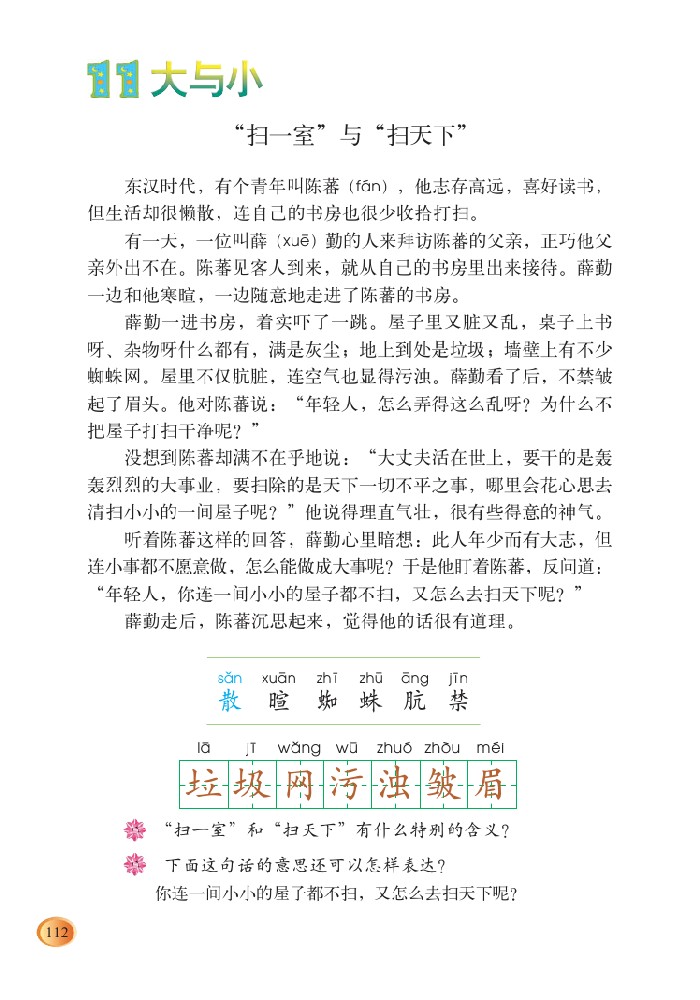 11 大与小
“扫一室”与“扫天下”
东汉时代，有个青年叫陈蕃（fán），他志存高远，喜好读书，
但生活却很懒散，连自己的书房也很少收拾打扫。
有一天，一位叫薛（xuē）勤的人来拜访陈蕃的父亲，正巧他父
亲外出不在。陈蕃见客人到来，就从自己的书房里出来接待。薛勤
一边和他寒暄，一边随意地走进了陈蕃的书房。
薛勤一进书房，着实吓了一跳。屋子里又脏又乱，桌子上书
呀、杂物呀什么都有，满是灰尘；地上到处是垃圾；墙壁上有不少
蜘蛛网。屋里不仅肮脏，连空气也显得污浊。薛勤看了后，不禁皱
起了眉头。他对陈蕃说：“年轻人，怎么弄得这么乱呀？为什么不
把屋子打扫干净呢？”
没想到陈蕃却满不在乎地说：“大丈夫活在世上，要干的是轰
轰烈烈的大事业，要扫除的是天下一切不平之事，哪里会花心思去
清扫小小的一间屋子呢？”他说得理直气壮，很有些得意的神气。
听着陈蕃这样的回答，薛勤心里暗想：此人年少而有大志，但
连小事都不愿意做，怎么能做成大事呢？于是他盯着陈蕃，反问道：
“年轻人，你连一间小小的屋子都不扫，又怎么去扫天下呢？”
薛勤走后，陈蕃沉思起来，觉得他的话很有道理。
sǎn xuān zhī zhū āng jīn
散 暄 蜘 蛛 肮 禁
lā jī wǎng wū zhuó zhòu méi
垃 圾 网 污 浊 皱 眉
“扫一室”和“扫天下”有什么特别的含义？
下面这句话的意思还可以怎样表达？
你连一间小小的屋子都不扫，又怎么去扫天下呢？
112